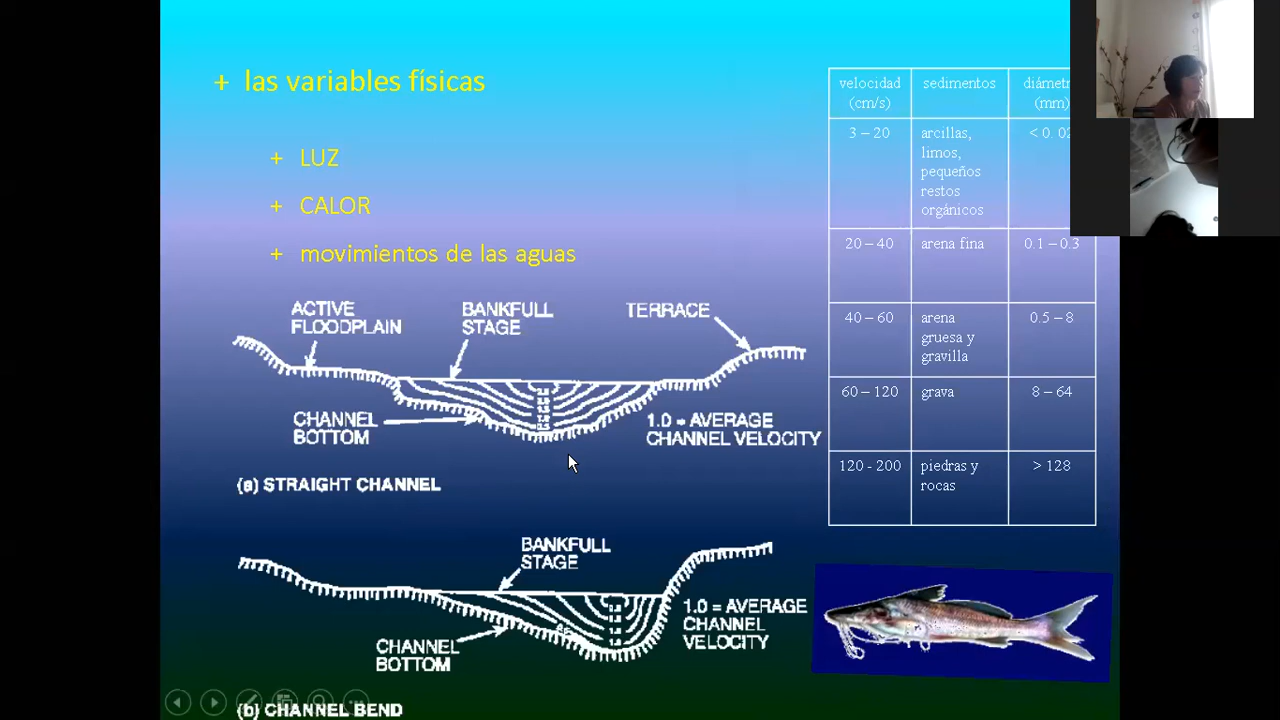 + las variables físicas
+ LUZ
+ CALOR
+ movimientos de las aguas
ACTIVE
FLOODPLAIN
BANKFULL
STAGE
TERRACE
CHANNEL
BOTTOM
1.0 = AVERAGE
CHANNEL VELOCITY
(a) STRAIGHT CHANNEL
BANKFULL
STAGE
CHANNEL
BOTTOM
1.0 = AVERAGE
CHANNEL
VELOCITY
(b) CHANNEL BEND
velocidad
(cm/s)
sedimentos
(mm)
3 – 20
arcillas,
limos,
pequeños
restos
orgánicos
20 – 40
arena fina
0.1 – 0.3
40 – 60
arena
gruesa y
gravilla
0.5 – 8
60 – 120
grava
8 – 64
120 - 200
piedras y
rocas
> 128